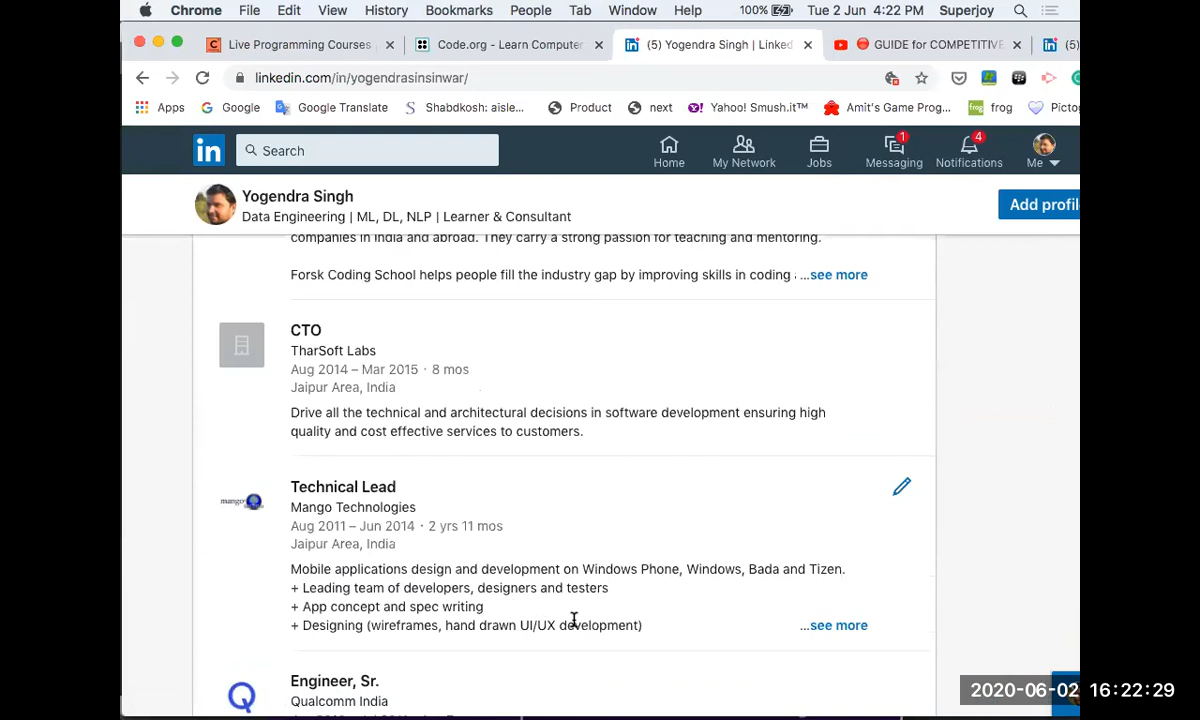 Chrome File Edit View History Bookmarks People Tab Window Help 100% Tue 2 Jun 4:22 PM Superjoy
Live Programming Courses Code.org - Learn Computer (5) Yogendra Singh | Linked GUIDE for COMPETITIVE (5)
linkedin.com/in/yogendrasinsinwar/
Apps Google Google Translate Shabdkosh: aisle... Product next Yahoo! Smush.it™ Amit's Game Prog... frog frog Pictog
in Search Home My Network Jobs 1 Messaging 4 Notifications Me
Yogendra Singh
Data Engineering | ML, DL, NLP | Learner & Consultant
Add profil
companies in India and abroad. They carry a strong passion for teaching and mentoring.
Forsk Coding School helps people fill the industry gap by improving skills in coding ...see more
CTO
TharSoft Labs
Aug 2014 – Mar 2015 · 8 mos
Jaipur Area, India
Drive all the technical and architectural decisions in software development ensuring high
quality and cost effective services to customers.
Technical Lead
mango
Mango Technologies
Aug 2011 – Jun 2014 · 2 yrs 11 mos
Jaipur Area, India
Mobile applications design and development on Windows Phone, Windows, Bada and Tizen.
+ Leading team of developers, designers and testers
+ App concept and spec writing
+ Designing (wireframes, hand drawn UI/UX development) ...see more
Engineer, Sr.
Qualcomm India
2020-06-02 16:22:29